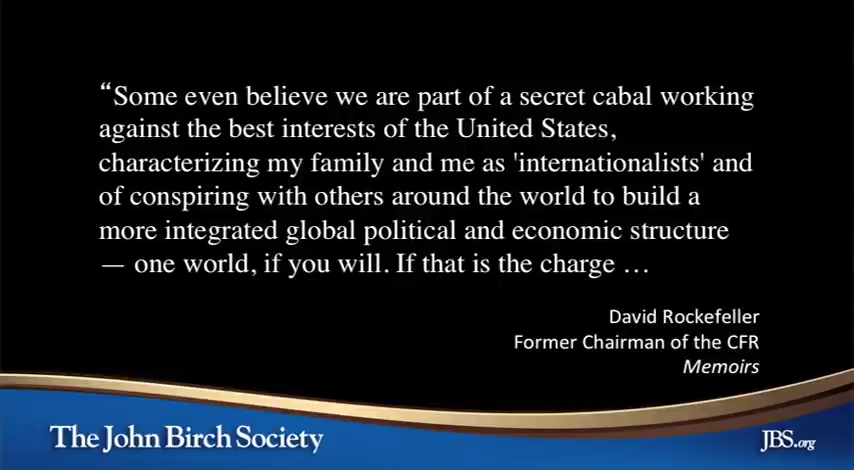 “Some even believe we are part of a secret cabal working
against the best interests of the United States,
characterizing my family and me as 'internationalists' and
of conspiring with others around the world to build a
more integrated global political and economic structure
— one world, if you will. If that is the charge …
David Rockefeller
Former Chairman of the CFR
Memoirs
The John Birch Society
JBS.org